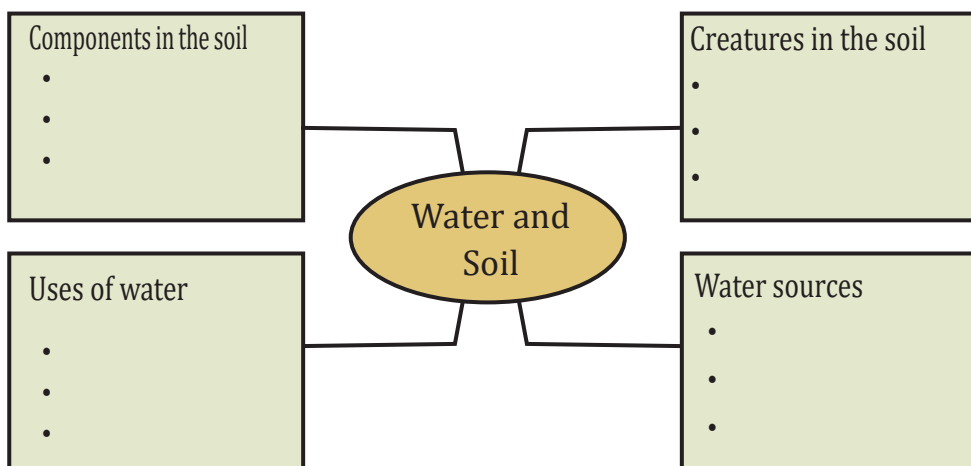 Components in the soil
•
•
•
Creatures in the soil
•
•
•
Water and
Soil
Uses of water
•
•
•
Water sources
•
•
•